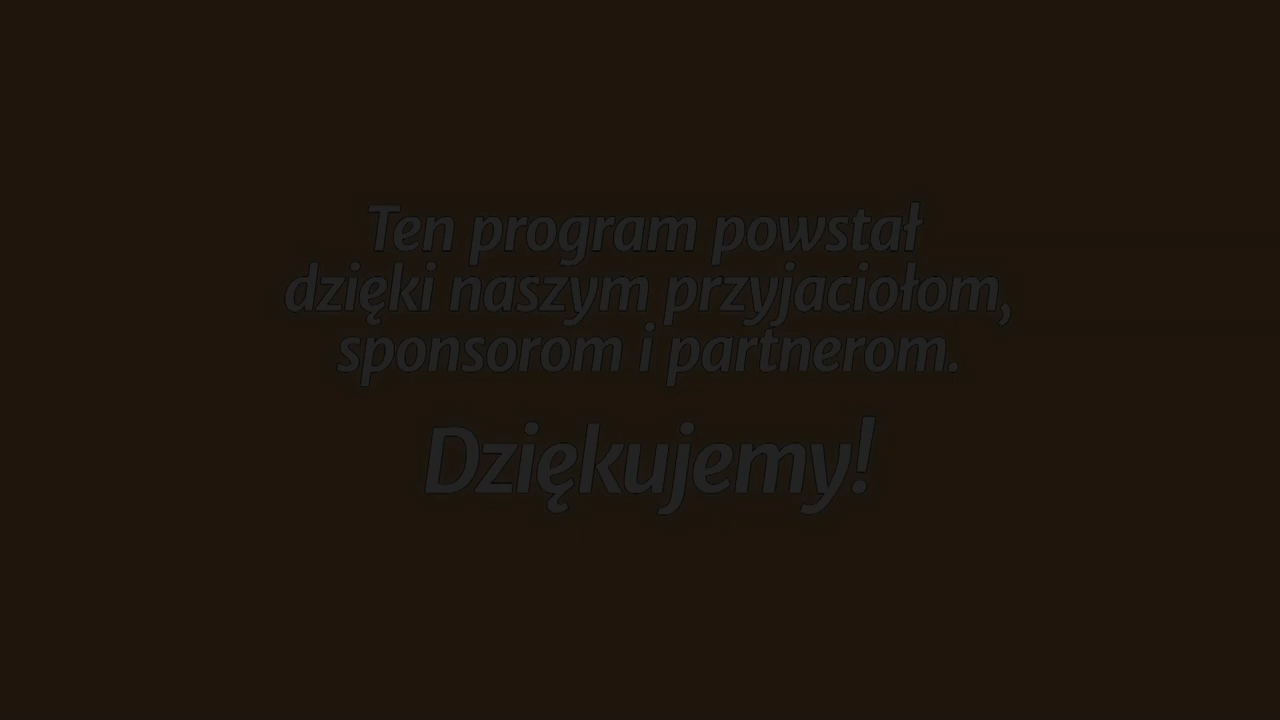 Ten program powstał
dzięki naszym przyjaciołom,
sponsorom i partnerom.
Dziękujemy!